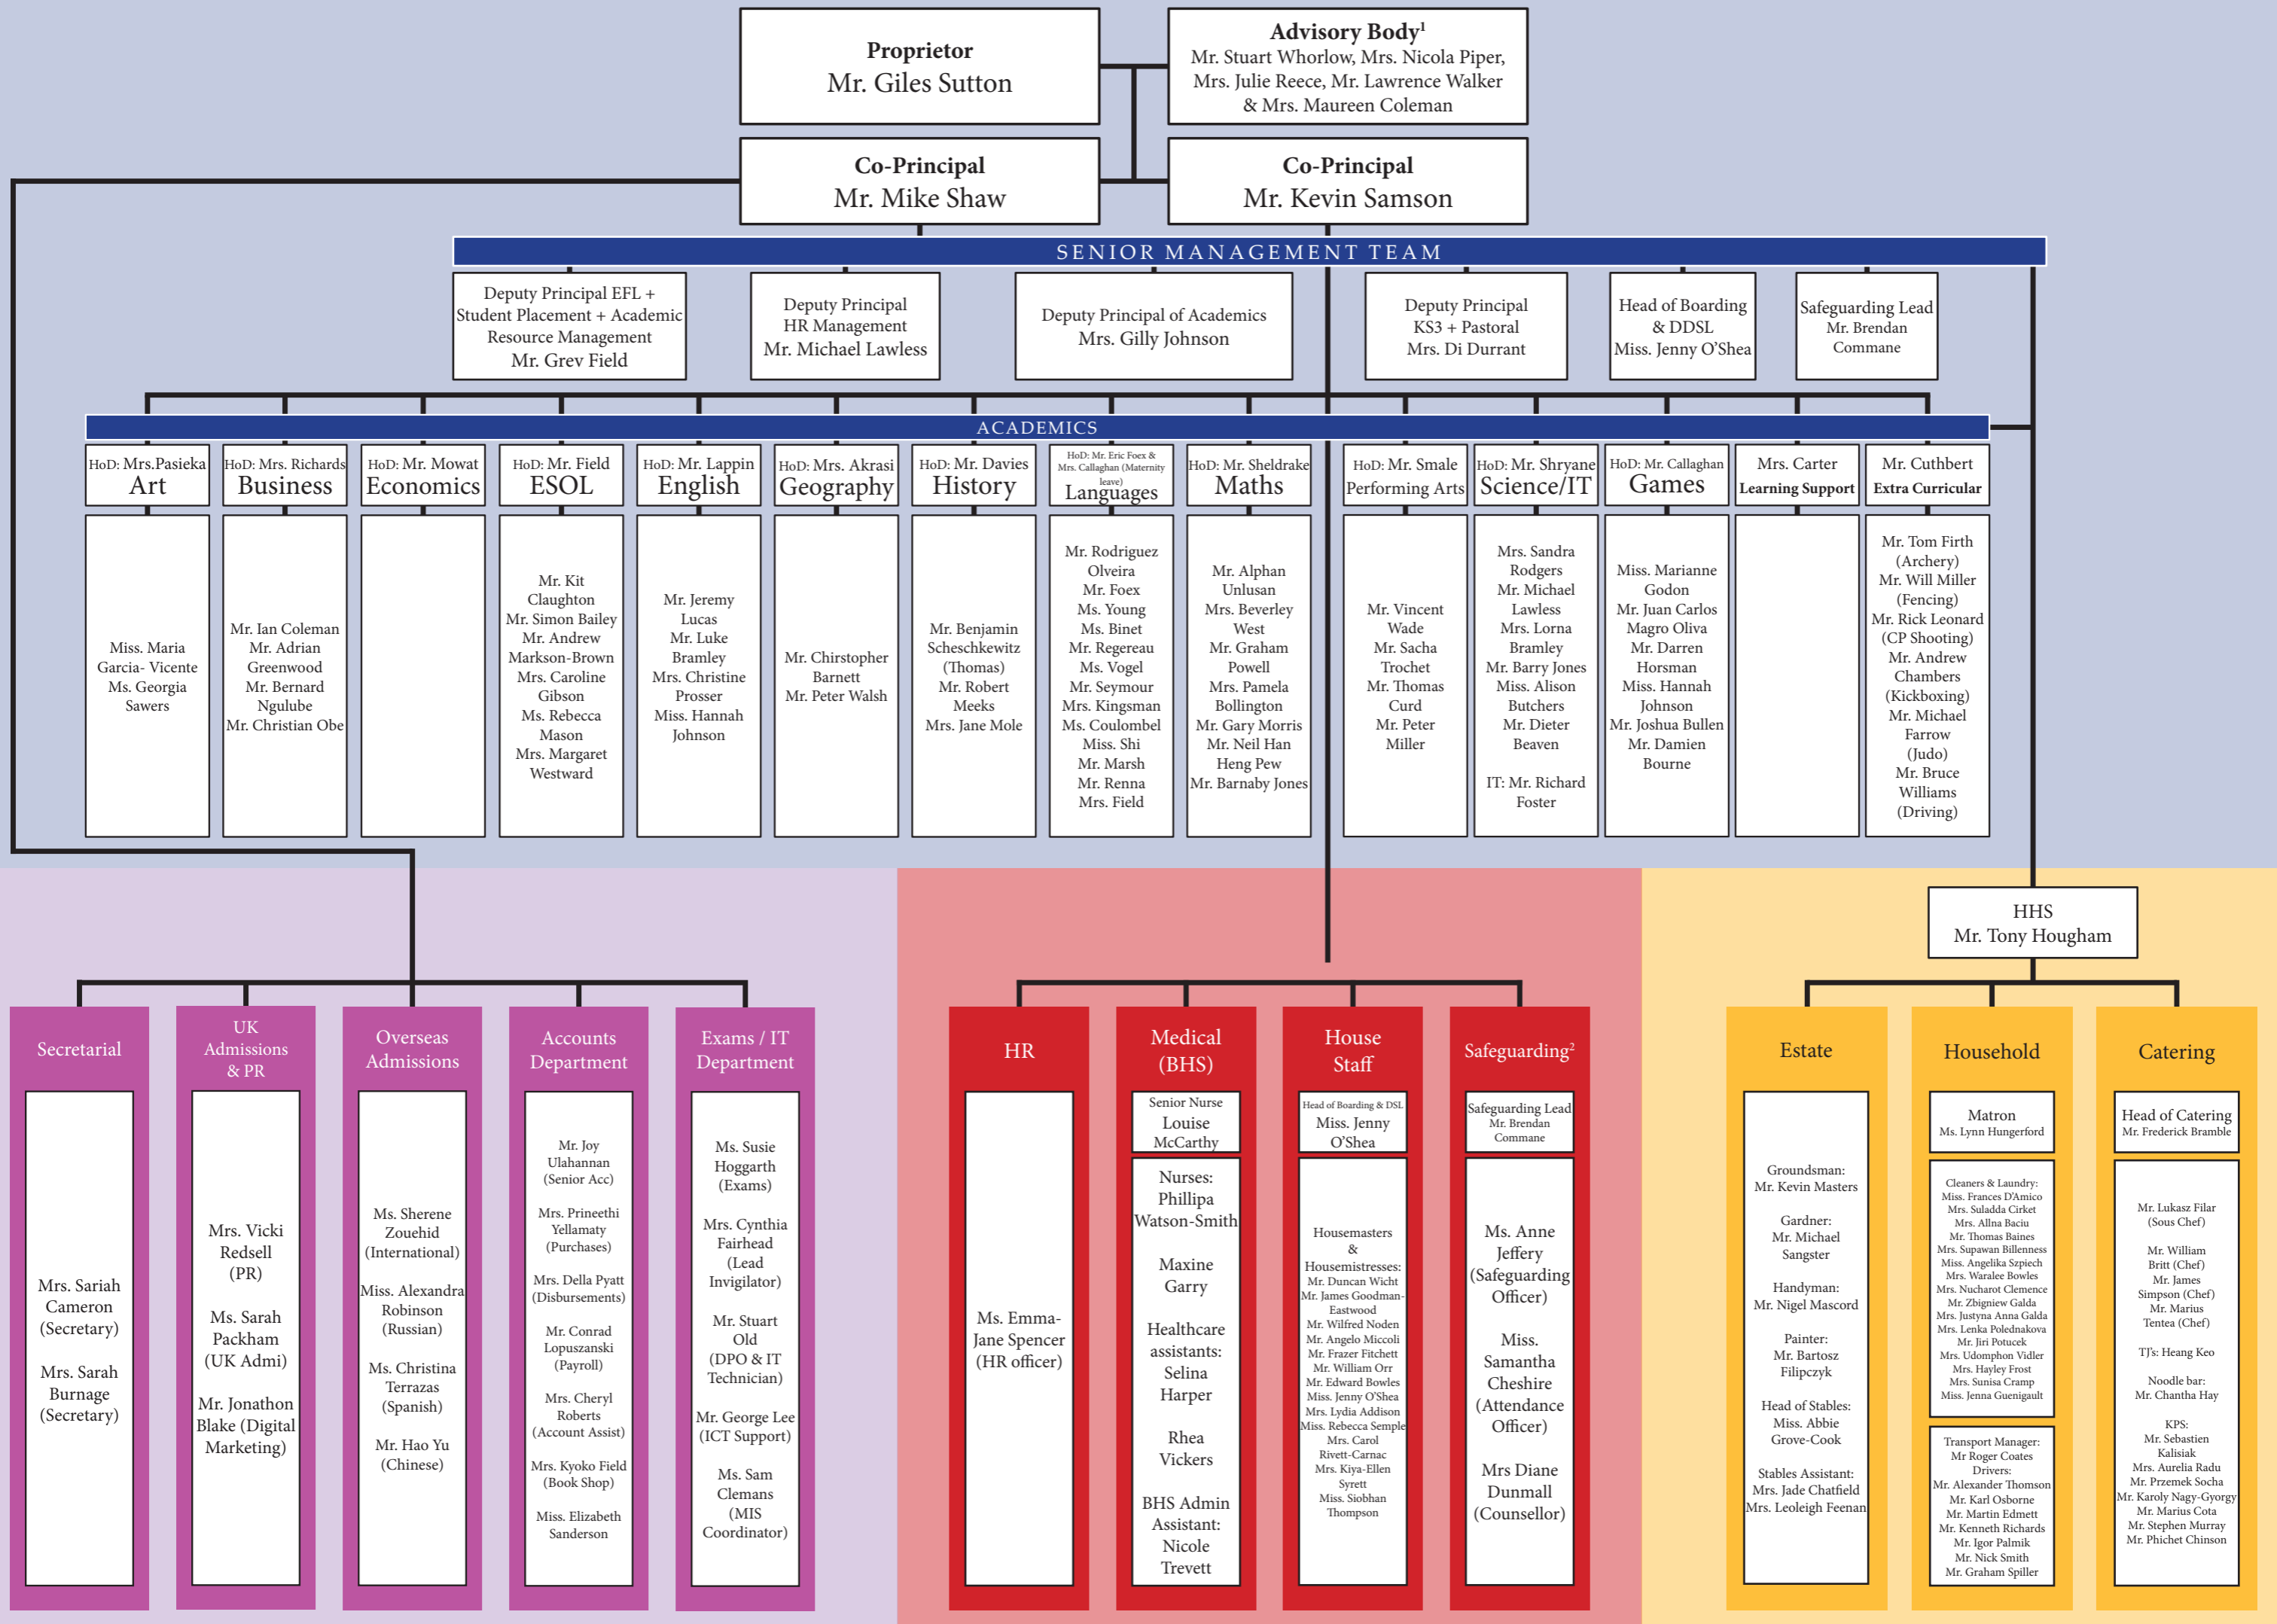 Proprietor
Mr. Giles Sutton
Advisory Body¹
Mr. Stuart Whorlow, Mrs. Nicola Piper,
Mrs. Julie Reece, Mr. Lawrence Walker
& Mrs. Maureen Coleman
Co-Principal
Mr. Mike Shaw
Co-Principal
Mr. Kevin Samson
SENIOR MANAGEMENT TEAM
Deputy Principal EFL +
Student Placement + Academic
Resource Management
Mr. Grev Field
Deputy Principal
HR Management
Mr. Michael Lawless
Deputy Principal of Academics
Mrs. Gilly Johnson
Deputy Principal
KS3 + Pastoral
Mrs. Di Durrant
Head of Boarding
& DDSL
Miss. Jenny O'Shea
Safeguarding Lead
Mr. Brendan
Commane
ACADEMICS
HoD: Mrs.Pasieka
Art
HoD: Mrs. Richards
Business
HoD: Mr. Mowat
Economics
HoD: Mr. Field
ESOL
HoD: Mr. Lappin
English
HoD: Mrs. Akrasi
Geography
HoD: Mr. Davies
History
HoD: Mr. Eric Foex &
Mrs. Callaghan (Maternity
leave)
Languages
HoD: Mr. Sheldrake
Maths
HoD: Mr. Smale
Performing Arts
HoD: Mr. Shryane
Science/IT
HoD: Mr. Callaghan
Games
Mrs. Carter
Learning Support
Mr. Cuthbert
Extra Curricular
Miss. Maria
Garcia- Vicente
Ms. Georgia
Sawers
Mr. Ian Coleman
Mr. Adrian
Greenwood
Mr. Bernard
Ngulube
Mr. Christian Obe
Mr. Kit
Claughton
Mr. Simon Bailey
Mr. Andrew
Markson-Brown
Mrs. Caroline
Gibson
Ms. Rebecca
Mason
Mrs. Margaret
Westward
Mr. Jeremy
Lucas
Mr. Luke
Bramley
Mrs. Christine
Prosser
Miss. Hannah
Johnson
Mr. Chirstopher
Barnett
Mr. Peter Walsh
Mr. Benjamin
Scheschkewitz
(Thomas)
Mr. Robert
Meeks
Mrs. Jane Mole
Mr. Rodriguez
Olveira
Mr. Foex
Ms. Young
Ms. Binet
Mr. Regereau
Ms. Vogel
Mr. Seymour
Mrs. Kingsman
Ms. Coulombel
Miss. Shi
Mr. Marsh
Mr. Renna
Mrs. Field
Mr. Alphan
Unlusan
Mrs. Beverley
West
Mr. Graham
Powell
Mrs. Pamela
Bollington
Mr. Gary Morris
Mr. Neil Han
Heng Pew
Mr. Barnaby Jones
Mr. Vincent
Wade
Mr. Sacha
Trochet
Mr. Thomas
Curd
Mr. Peter
Miller
Mrs. Sandra
Rodgers
Mr. Michael
Lawless
Mrs. Lorna
Bramley
Mr. Barry Jones
Miss. Alison
Butchers
Mr. Dieter
Beaven
IT: Mr. Richard
Foster
Miss. Marianne
Godon
Mr. Juan Carlos
Magro Oliva
Mr. Darren
Horsman
Miss. Hannah
Johnson
Mr. Joshua Bullen
Mr. Damien
Bourne
Mr. Tom Firth
(Archery)
Mr. Will Miller
(Fencing)
Mr. Rick Leonard
(CP Shooting)
Mr. Andrew
Chambers
(Kickboxing)
Mr. Michael
Farrow
(Judo)
Mr. Bruce
Williams
(Driving)
HHS
Mr. Tony Hougham
Secretarial
Mrs. Sariah
Cameron
(Secretary)
Mrs. Sarah
Burnage
(Secretary)
UK
Admissions
& PR
Mrs. Vicki
Redsell
(PR)
Ms. Sarah
Packham
(UK Admi)
Mr. Jonathon
Blake (Digital
Marketing)
Overseas
Admissions
Ms. Sherene
Zouehid
(International)
Miss. Alexandra
Robinson
(Russian)
Ms. Christina
Terrazas
(Spanish)
Mr. Hao Yu
(Chinese)
Accounts
Department
Mr. Joy
Ulahannan
(Senior Acc)
Mrs. Prineethi
Yellamaty
(Purchases)
Mrs. Della Pyatt
(Disbursements)
Mr. Conrad
Lopuszanski
(Payroll)
Mrs. Cheryl
Roberts
(Account Assist)
Mrs. Kyoko Field
(Book Shop)
Miss. Elizabeth
Sanderson
Exams / IT
Department
Ms. Susie
Hoggarth
(Exams)
Mrs. Cynthia
Fairhead
(Lead
Invigilator)
Mr. Stuart
Old
(DPO & IT
Technician)
Mr. George Lee
(ICT Support)
Ms. Sam
Clemans
(MIS
Coordinator)
HR
Ms. Emma-
Jane Spencer
(HR officer)
Medical
(BHS)
Senior Nurse
Louise
McCarthy
Nurses:
Phillipa
Watson-Smith
Maxine
Garry
Healthcare
assistants:
Selina
Harper
Rhea
Vickers
BHS Admin
Assistant:
Nicole
Trevett
House
Staff
Head of Boarding & DSL
Miss. Jenny
O'Shea
Housemasters
&
Housemistresses:
Mr. Duncan Wicht
Mr. James Goodman-
Eastwood
Mr. Wilfred Noden
Mr. Angelo Miccoli
Mr. Frazer Fitchett
Mr. William Orr
Mr. Edward Bowles
Miss. Jenny O'Shea
Mrs. Lydia Addison
Miss. Rebecca Semple
Mrs. Carol
Rivett-Carnac
Mrs. Kiya-Ellen
Syrett
Miss. Siobhan
Thompson
Safeguarding²
Safeguarding Lead
Mr. Brendan
Commane
Ms. Anne
Jeffery
(Safeguarding
Officer)
Miss.
Samantha
Cheshire
(Attendance
Officer)
Mrs Diane
Dunmall
(Counsellor)
Estate
Groundsman:
Mr. Kevin Masters
Gardner:
Mr. Michael
Sangster
Handyman:
Mr. Nigel Mascord
Painter:
Mr. Bartosz
Filipczyk
Head of Stables:
Miss. Abbie
Grove-Cook
Stables Assistant:
Mrs. Jade Chatfield
Mrs. Leoleigh Feenan
Household
Matron
Ms. Lynn Hungerford
Cleaners & Laundry:
Miss. Frances D'Amico
Mrs. Suladda Cirket
Mrs. Allna Baciu
Mr. Thomas Baines
Mrs. Supawan Billenness
Miss. Angelika Szpiech
Mrs. Waralee Bowles
Mrs. Nucharot Clemence
Mr. Zbigniew Galda
Mrs. Justyna Anna Galda
Mrs. Lenka Polednakova
Mr. Jiri Potucek
Mrs. Udomphon Vidler
Mrs. Hayley Frost
Mrs. Sunisa Cramp
Miss. Jenna Guenigault
Transport Manager:
Mr Roger Coates
Drivers:
Mr. Alexander Thomson
Mr. Karl Osborne
Mr. Martin Edmett
Mr. Kenneth Richards
Mr. Igor Palmik
Mr. Nick Smith
Mr. Graham Spiller
Catering
Head of Catering
Mr. Frederick Bramble
Mr. Lukasz Filar
(Sous Chef)
Mr. William
Britt (Chef)
Mr. James
Simpson (Chef)
Mr. Marius
Tentea (Chef)
TJ's: Heang Keo
Noodle bar:
Mr. Chantha Hay
KPS:
Mr. Sebastien
Kalisiak
Mrs. Aurelia Radu
Mr. Przemek Socha
Mr. Karoly Nagy-Gyorgy
Mr. Marius Cota
Mr. Stephen Murray
Mr. Phichet Chinson